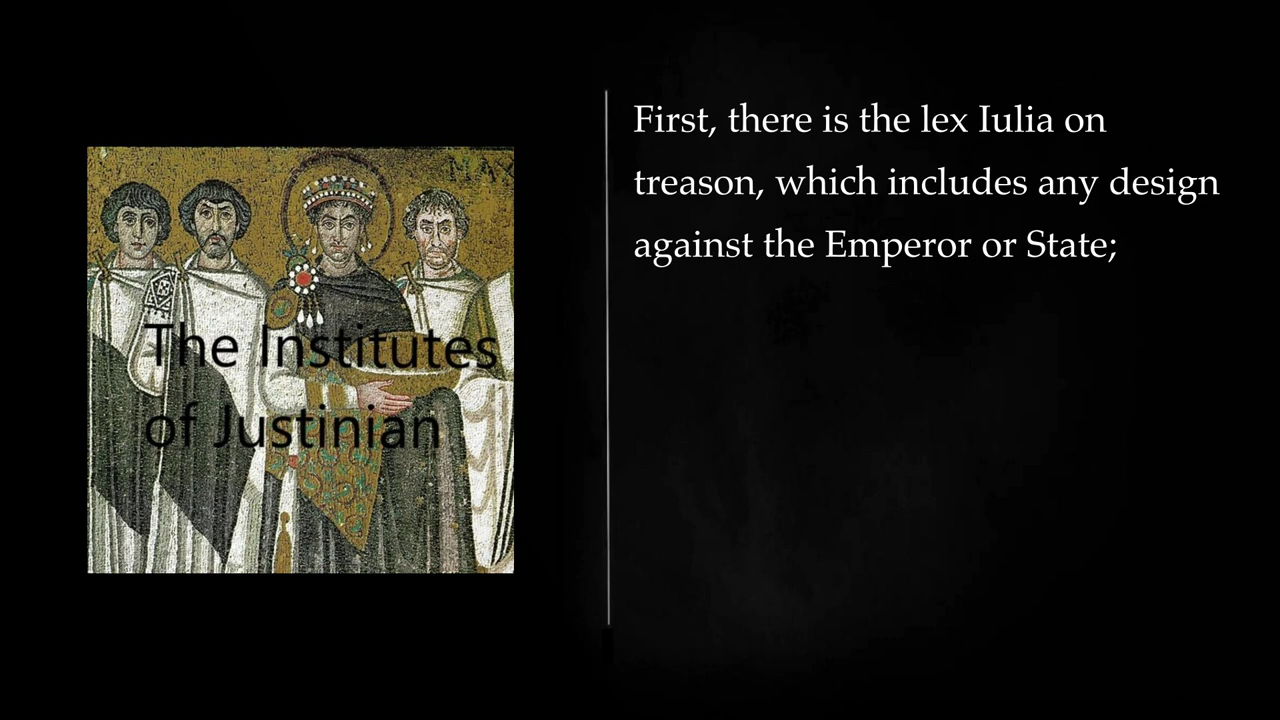 MAX
The Institutes
of Justinian
First, there is the lex Iulia on
treason, which includes any design
against the Emperor or State;